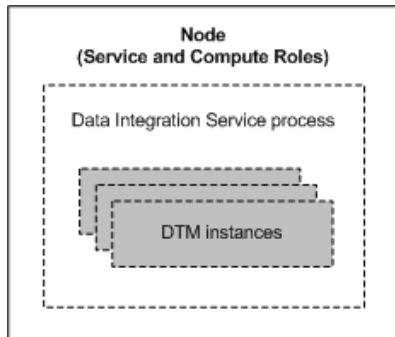 Node
(Service and Compute Roles)
Data Integration Service process
DTM instances